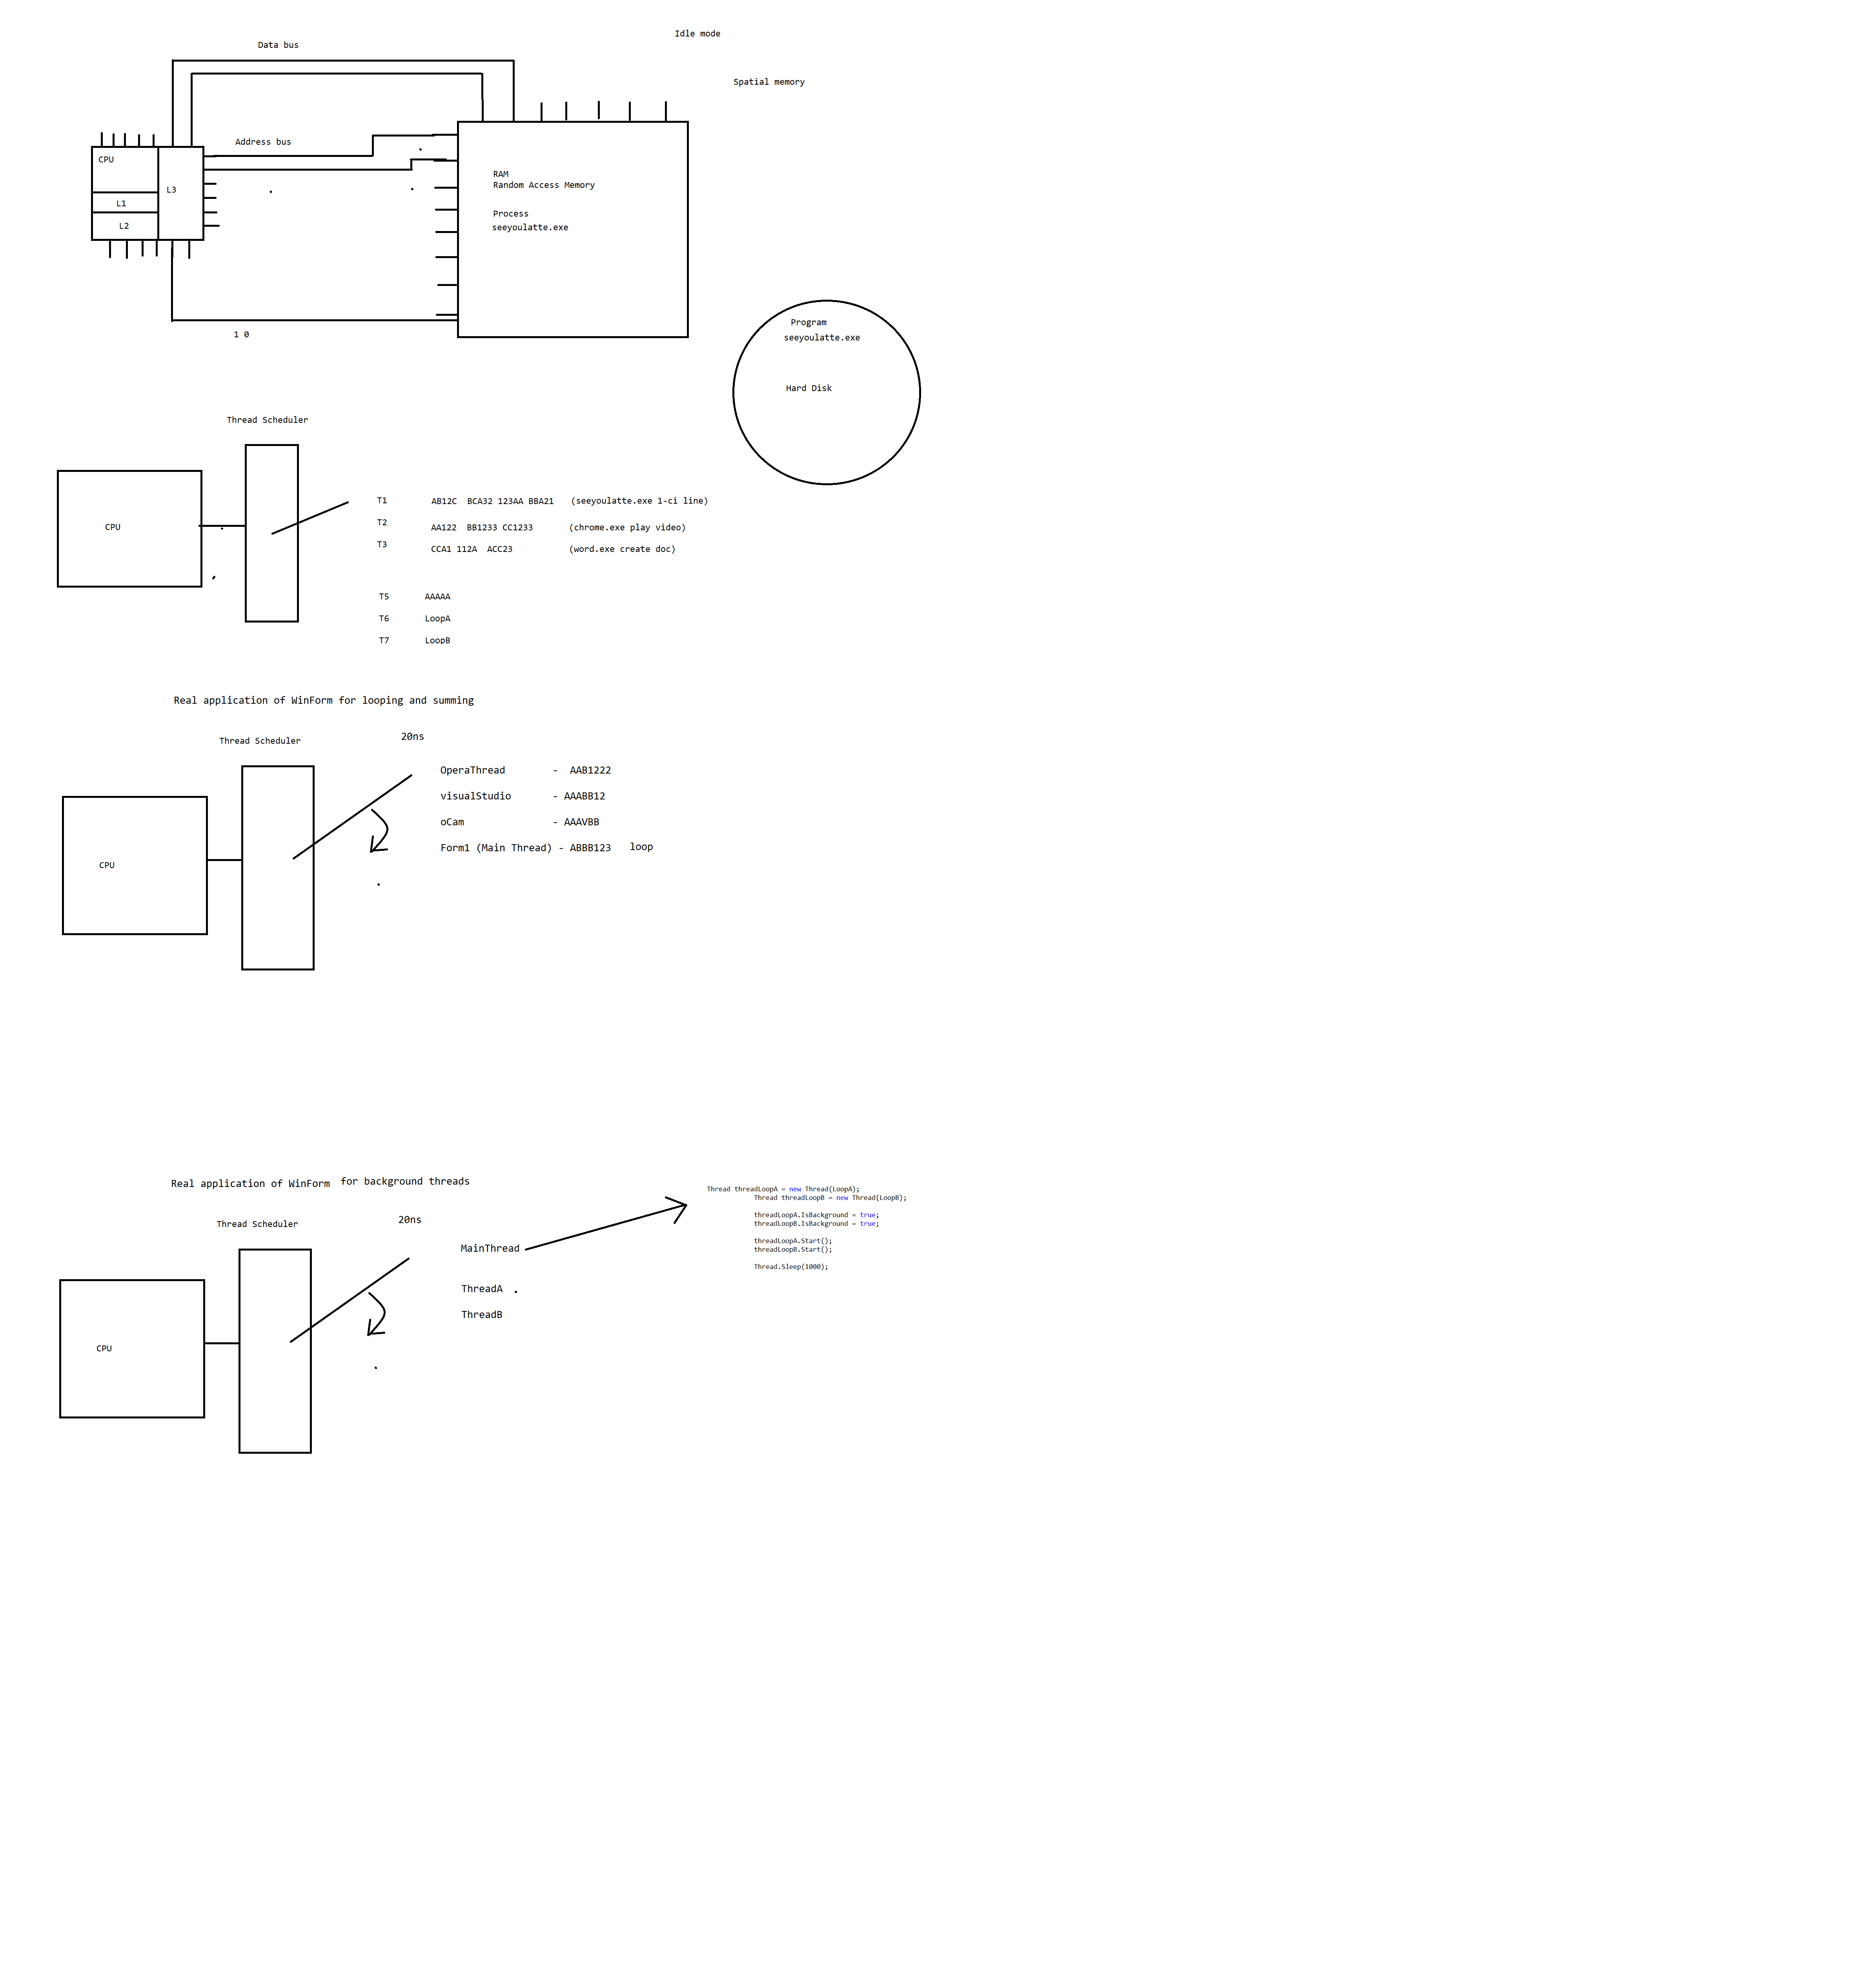 Idle mode
Data bus
Spatial memory
Address bus
CPU
L3
L1
L2
RAM
Random Access Memory
Process
seeyoulatte.exe
1 0
Program
seeyoulatte.exe
Hard Disk
Thread Scheduler
CPU
T1 AB12C BCA32 123AA BBA21 (seeyoulatte.exe 1-ci line)
T2 AA122 BB1233 CC1233 (chrome.exe play video)
T3 CCA1 112A ACC23 (word.exe create doc)
T5 AAAAA
T6 LoopA
T7 LoopB
Real application of WinForm for looping and summing
Thread Scheduler
20ns
CPU
OperaThread - AAB1222
visualStudio - AAABB12
oCam - AAAVBB
Form1 (Main Thread) - ABBB123 loop
Real application of WinForm for background threads
Thread Scheduler
20ns
CPU
MainThread
ThreadA
ThreadB
Thread threadLoopA = new Thread(LoopA);
Thread threadLoopB = new Thread(LoopB);
threadLoopA.IsBackground = true;
threadLoopB.IsBackground = true;
threadLoopA.Start();
threadLoopB.Start();
Thread.Sleep(1000);